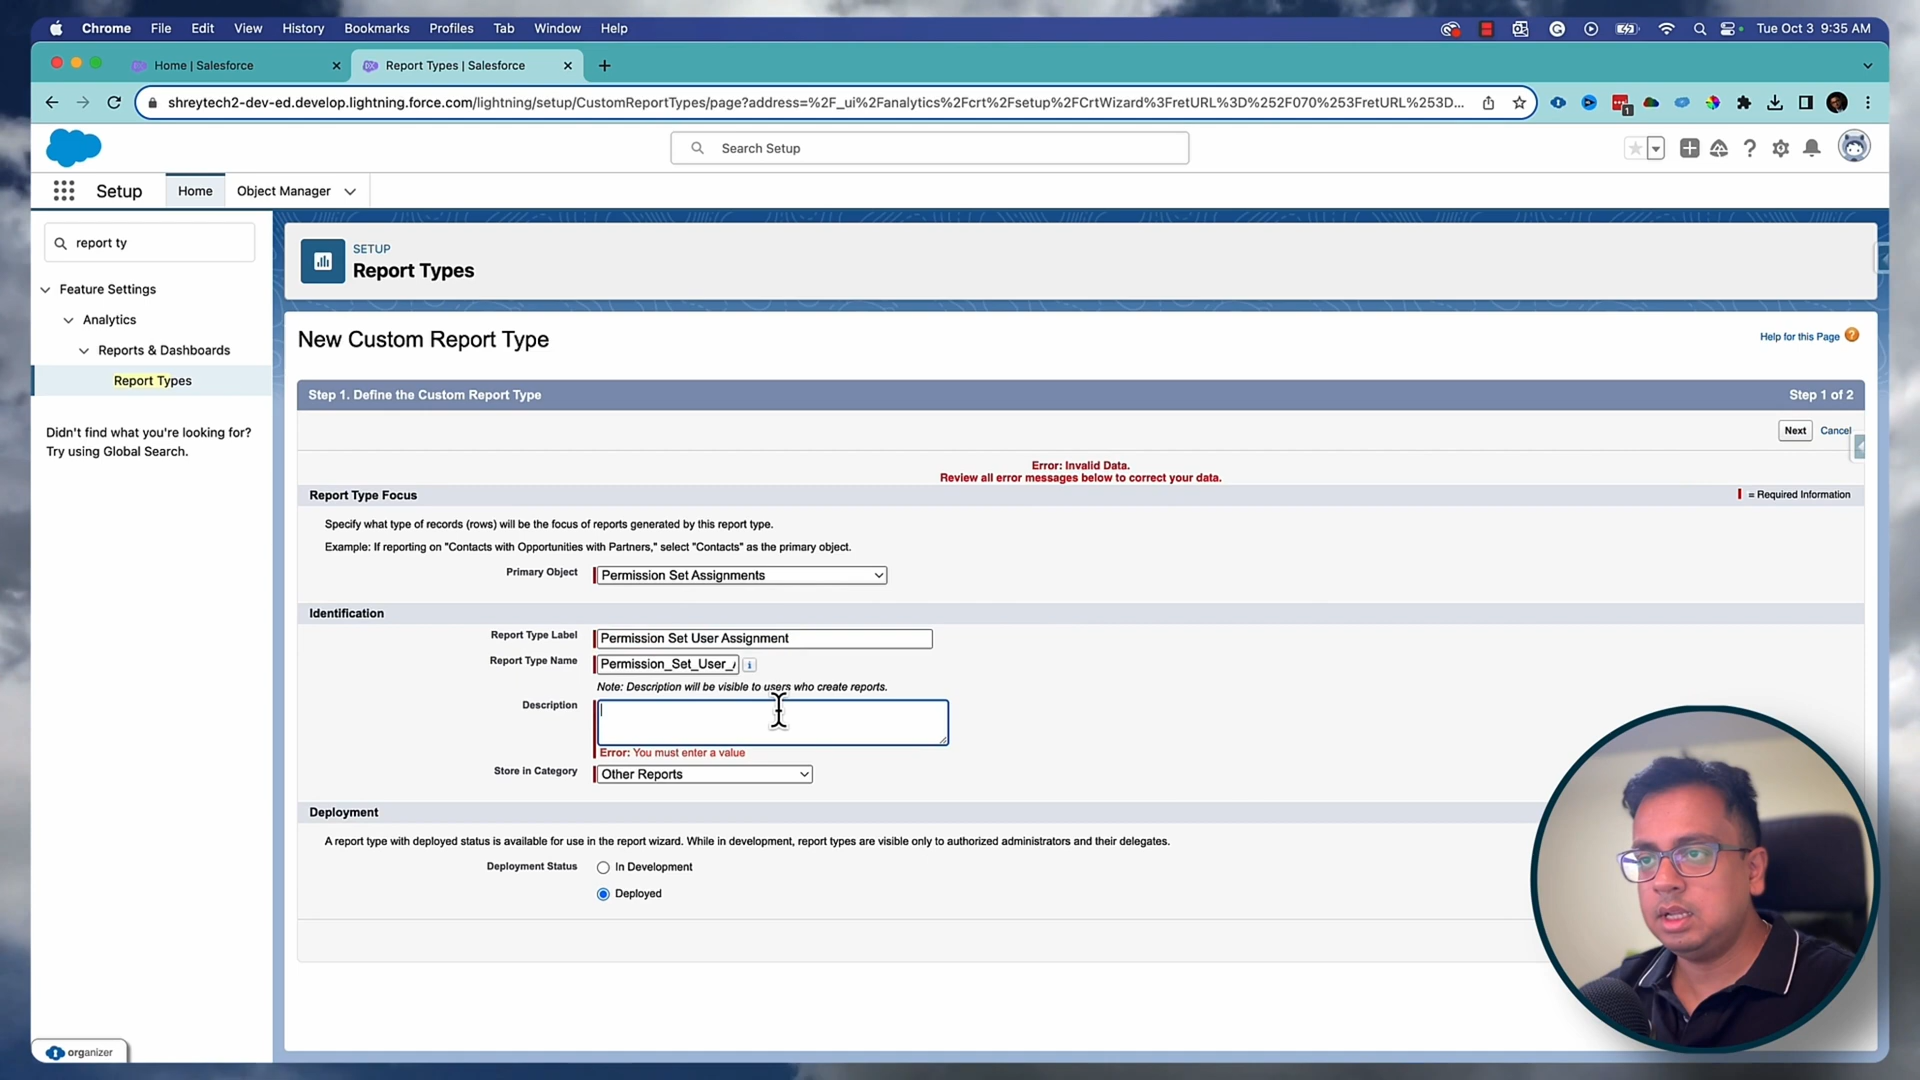 Chrome File Edit View History Bookmarks Profiles Tab Window Help
Tue Oct 3 9:35 AM
Home | Salesforce
Report Types | Salesforce
shreytech2-dev-ed.develop.lightning.force.com/lightning/setup/CustomReportTypes/page?address=%2F_ui%2Fanalytics%2Fcrt%2Fsetup%2FCrtWizard%3FretURL%3D%252F070%253FretURL%253D...
1
Search Setup
Setup
Home
Object Manager
report ty
Feature Settings
Analytics
Reports & Dashboards
Report Types
Didn't find what you're looking for?
Try using Global Search.
SETUP
Report Types
New Custom Report Type
Help for this Page ?
Step 1. Define the Custom Report Type
Step 1 of 2
Next Cancel
Error: Invalid Data.
Review all error messages below to correct your data.
Report Type Focus
= Required Information
Specify what type of records (rows) will be the focus of reports generated by this report type.
Example: If reporting on "Contacts with Opportunities with Partners," select "Contacts" as the primary object.
Primary Object
Permission Set Assignments
Identification
Report Type Label
Permission Set User Assignment
Report Type Name
Permission_Set_User_
Note: Description will be visible to users who create reports.
Description
Error: You must enter a value
Store in Category
Other Reports
Deployment
A report type with deployed status is available for use in the report wizard. While in development, report types are visible only to authorized administrators and their delegates.
Deployment Status
In Development
Deployed
organizer